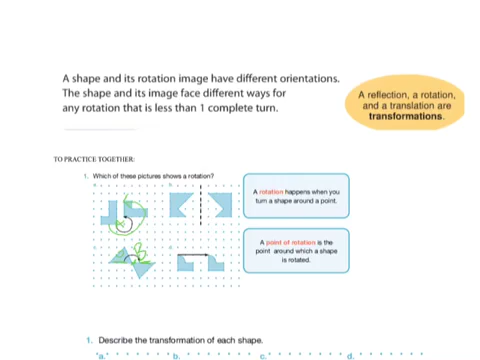 A shape and its rotation image have different orientations.
The shape and its image face different ways for
any rotation that is less than 1 complete turn.
A reflection, a rotation,
and a translation are
transformations.
TO PRACTICE TOGETHER:
1. Which of these pictures shows a rotation?
A rotation happens when you
turn a shape around a point.
A point of rotation is the
point around which a shape
is rotated.
1. Describe the transformation of each shape.
a. b. c. d.